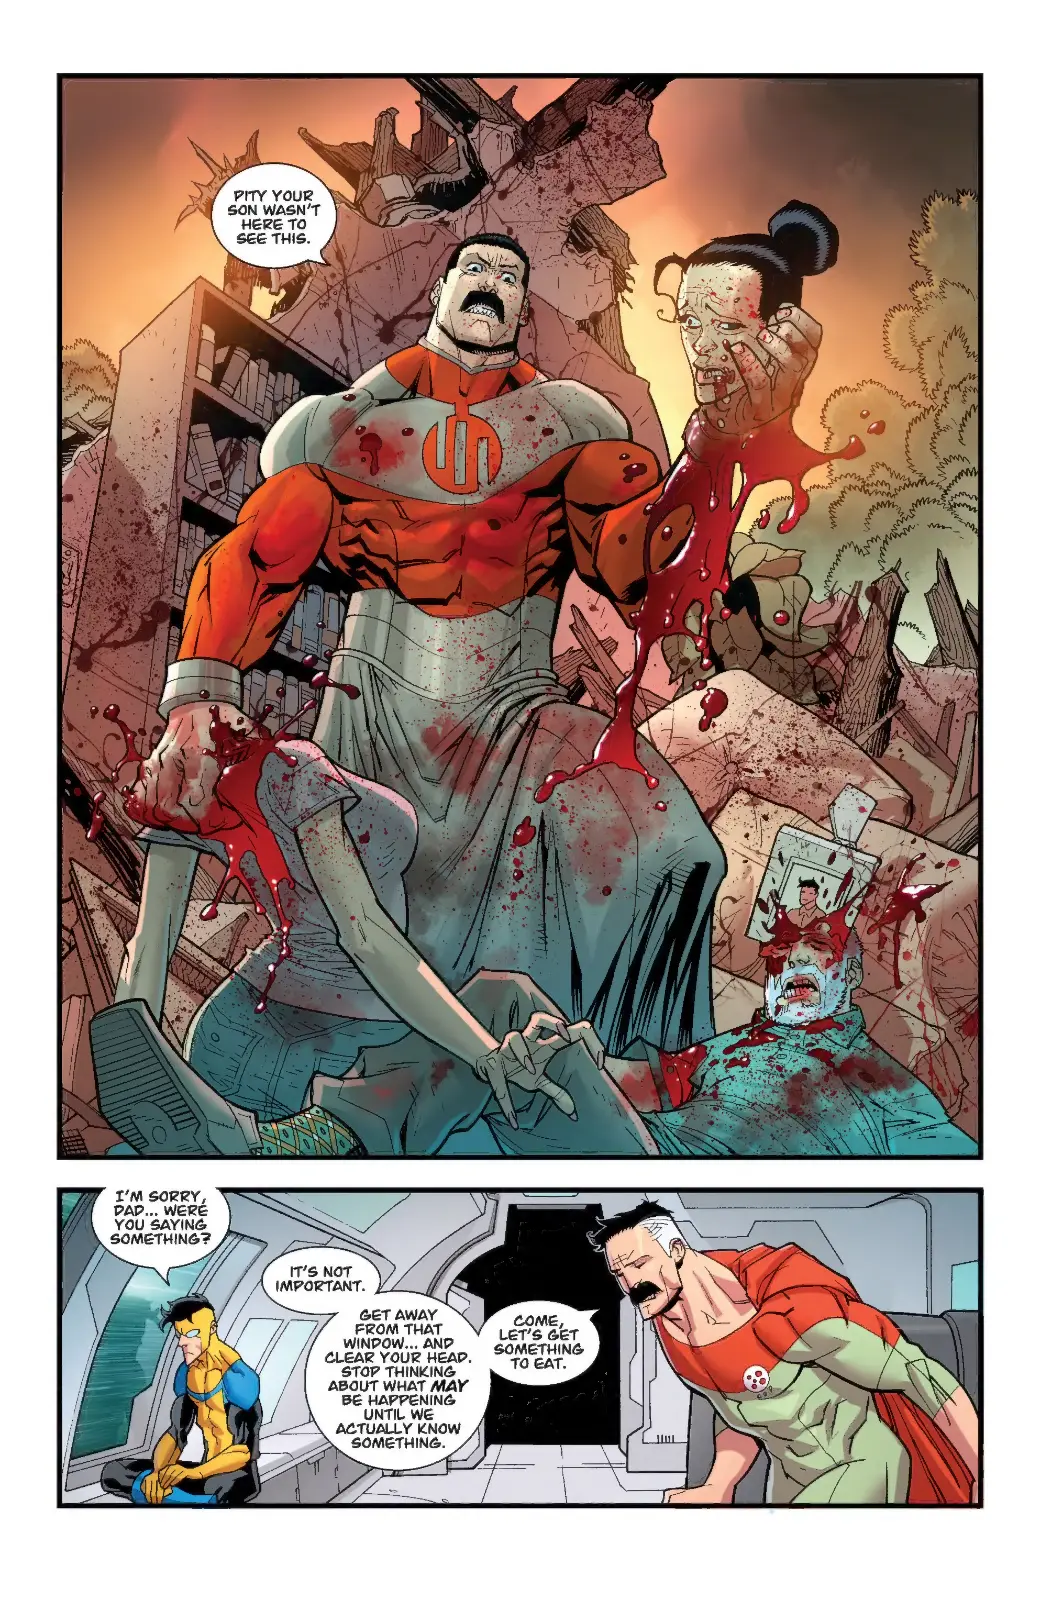 PITY YOUR
SON WASN'T
HERE TO
SEE THIS.
I'M SORRY,
DAD... WERE
YOU SAYING
SOMETHING?
IT'S NOT
IMPORTANT.
GET AWAY
FROM THAT
WINDOW... AND
CLEAR YOUR HEAD.
STOP THINKING
ABOUT WHAT MAY
BE HAPPENING
UNTIL WE
ACTUALLY KNOW
SOMETHING.
COME,
LET'S GET
SOMETHING
TO EAT.